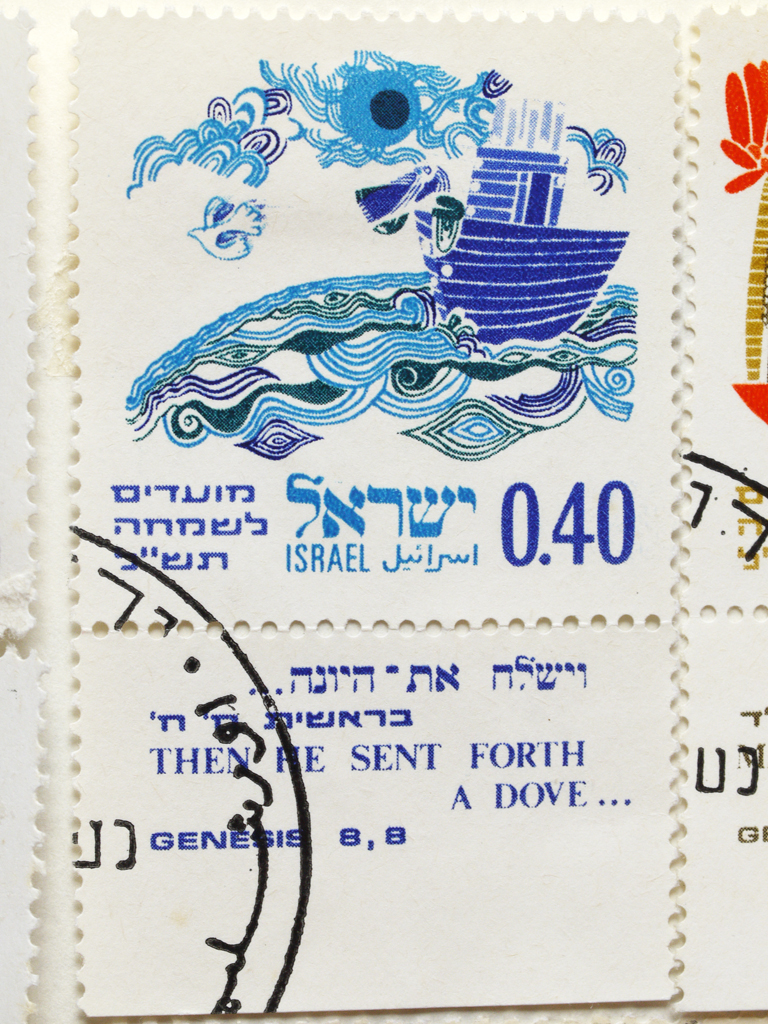 מועדים
לשמחה
תש"ל
ישראל
ISRAEL اسرائيل
0.40
וישלח את־היונה...
בראשית ח' ח'
THEN HE SENT FORTH
A DOVE...
GENESIS 8,8